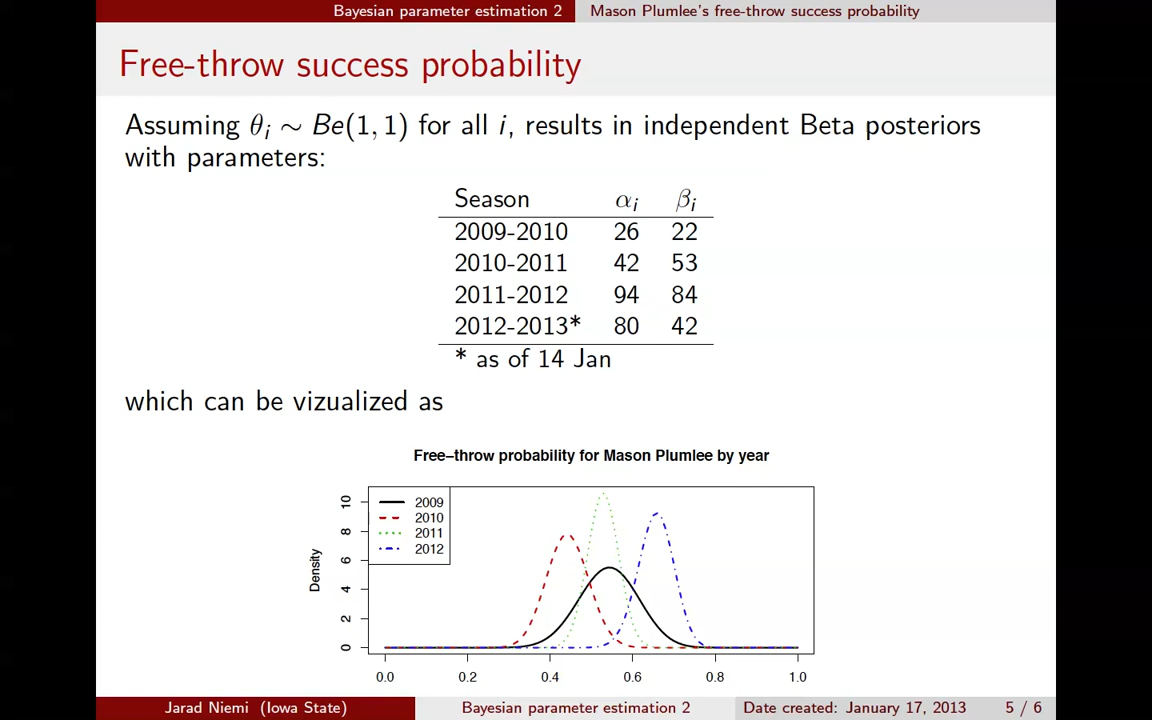 Bayesian parameter estimation 2 Mason Plumlee's free-throw success probability
Free-throw success probability
Assuming θi ∼ Be(1, 1) for all i, results in independent Beta posteriors
with parameters:
Season αi βi
2009-2010 26 22
2010-2011 42 53
2011-2012 94 84
2012-2013* 80 42
* as of 14 Jan
which can be vizualized as
Free−throw probability for Mason Plumlee by year
2009
2010
2011
2012
Density
10
8
6
4
2
0
0.0 0.2 0.4 0.6 0.8 1.0
Jarad Niemi (Iowa State) Bayesian parameter estimation 2 Date created: January 17, 2013 5 / 6